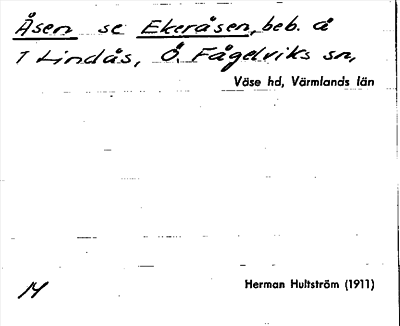 Åsen se Ekeråsen, beb. å
1 Lindås, Ö. Fågelviks sn,
Väse hd, Värmlands län
14 Herman Hultström (1911)